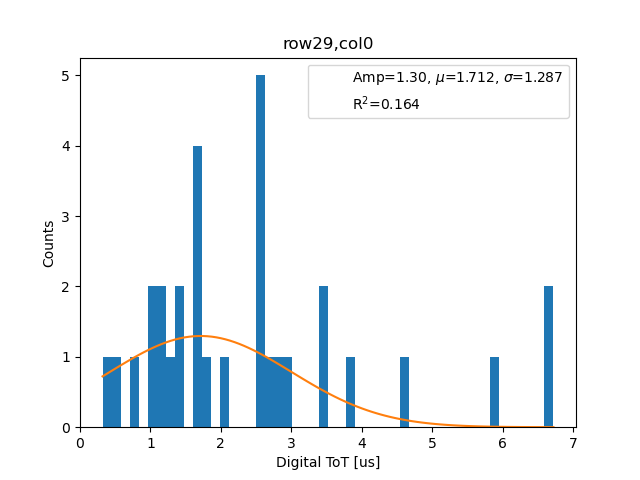 row29,col0
Amp=1.30, μ=1.712, σ=1.287
R²=0.164
Counts
5
4
3
2
1
0
0 1 2 3 4 5 6 7
Digital ToT [us]